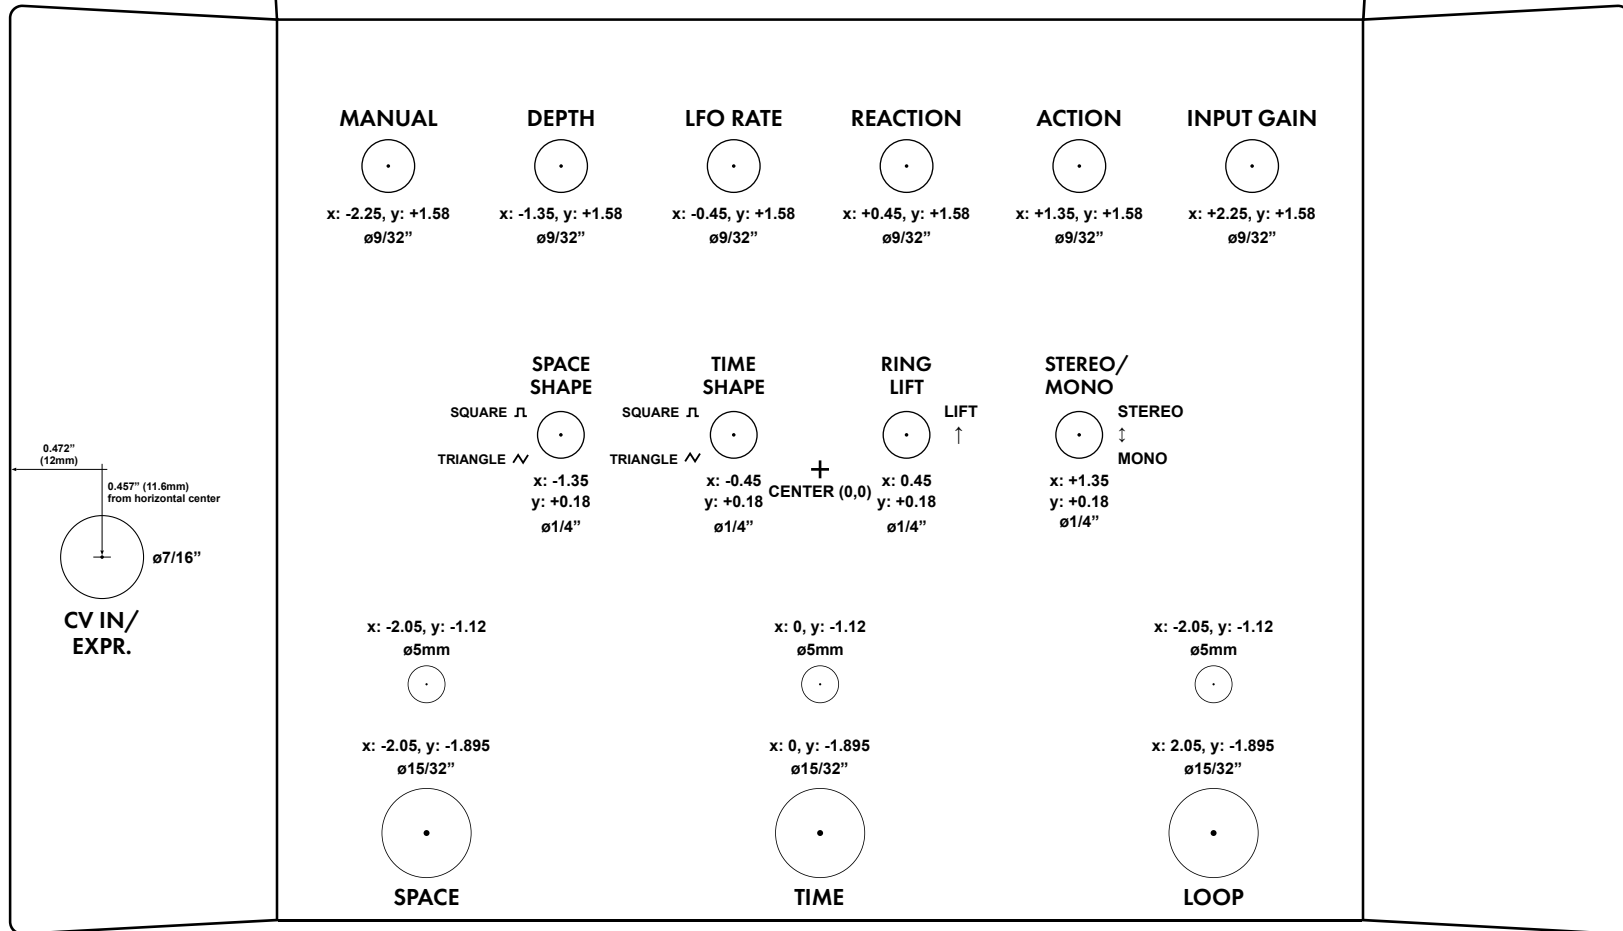 MANUAL
DEPTH
LFO RATE
REACTION
ACTION
INPUT GAIN
x: -2.25, y: +1.58
ø9/32”
x: -1.35, y: +1.58
ø9/32”
x: -0.45, y: +1.58
ø9/32”
x: +0.45, y: +1.58
ø9/32”
x: +1.35, y: +1.58
ø9/32”
x: +2.25, y: +1.58
ø9/32”
SPACE
SHAPE
SQUARE
TRIANGLE
x: -1.35
y: +0.18
ø1/4”
TIME
SHAPE
SQUARE
TRIANGLE
x: -0.45
y: +0.18
ø1/4”
CENTER (0,0)
RING
LIFT
LIFT
↑
x: 0.45
y: +0.18
ø1/4”
STEREO/
MONO
STEREO
↕
MONO
x: +1.35
y: +0.18
ø1/4”
0.472”
(12mm)
0.457” (11.6mm)
from horizontal center
ø7/16”
CV IN/
EXPR.
x: -2.05, y: -1.12
ø5mm
x: 0, y: -1.12
ø5mm
x: -2.05, y: -1.12
ø5mm
x: -2.05, y: -1.895
ø15/32”
x: 0, y: -1.895
ø15/32”
x: 2.05, y: -1.895
ø15/32”
SPACE
TIME
LOOP